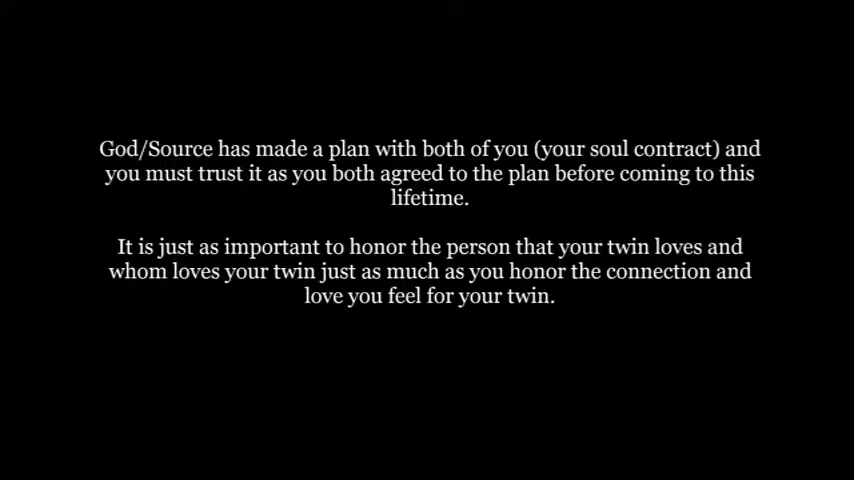 God/Source has made a plan with both of you (your soul contract) and
you must trust it as you both agreed to the plan before coming to this
lifetime.
It is just as important to honor the person that your twin loves and
whom loves your twin just as much as you honor the connection and
love you feel for your twin.